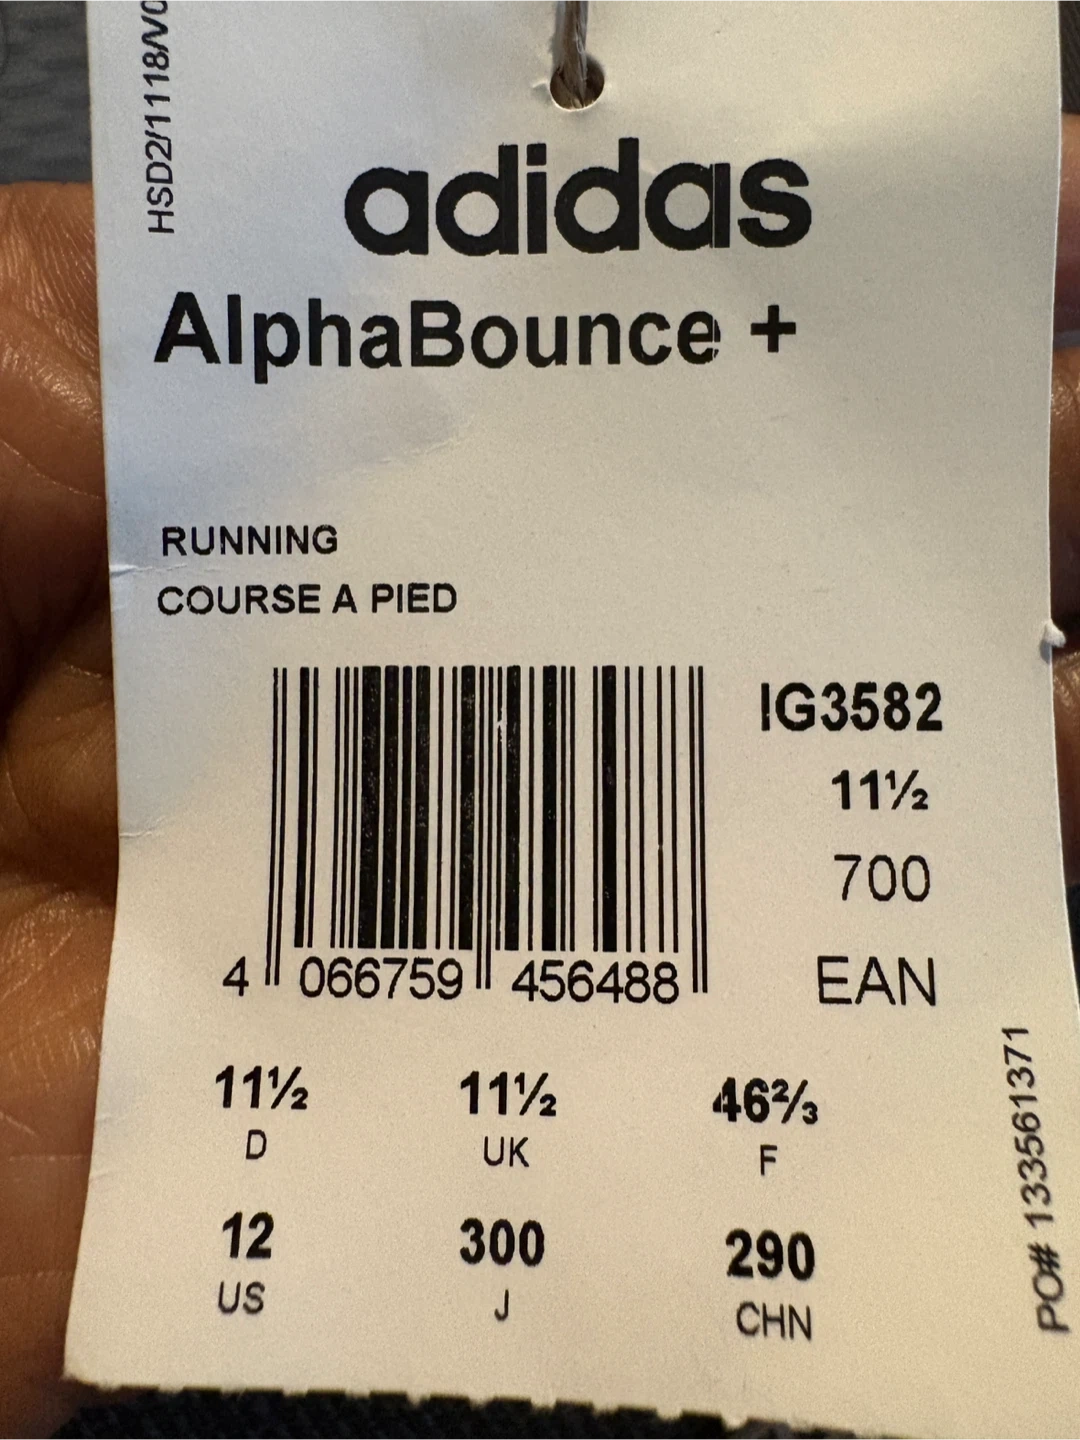 HSD2/1118/V0
adidas
AlphaBounce +
RUNNING
COURSE A PIED
IG3582
11½
700
EAN
4 066759 456488
11½ 11½ 46⅔
D UK F
12 300 290
US J CHN
PO# 133561371